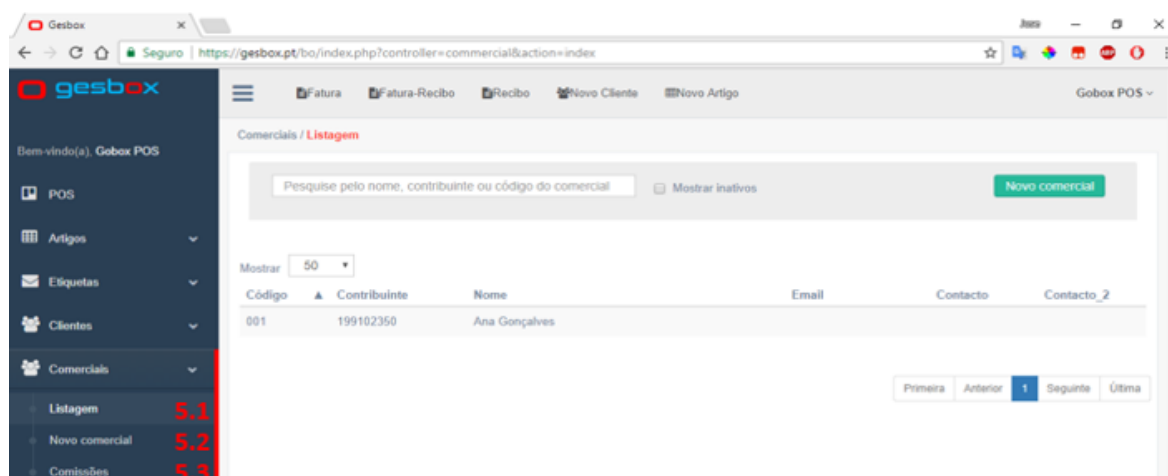 Gesbox
Seguro | https://gesbox.pt/bo/index.php?controller=commercial&action=index
gesbox
Fatura Fatura-Recibo Recibo Novo Cliente Novo Artigo Gobox POS
Comerciais / Listagem
Bem-vindo(a), Gobox POS
Pesquise pelo nome, contribuinte ou código do comercial Mostrar inativos Novo comercial
POS
Artigos
Mostrar 50
Etiquetas
Código Contribuinte Nome Email Contacto Contacto_2
001 199102350 Ana Gonçalves
Clientes
Comerciais
Primeira Anterior 1 Seguinte Última
Listagem 5.1
Novo comercial 5.2
Comissões 5.3